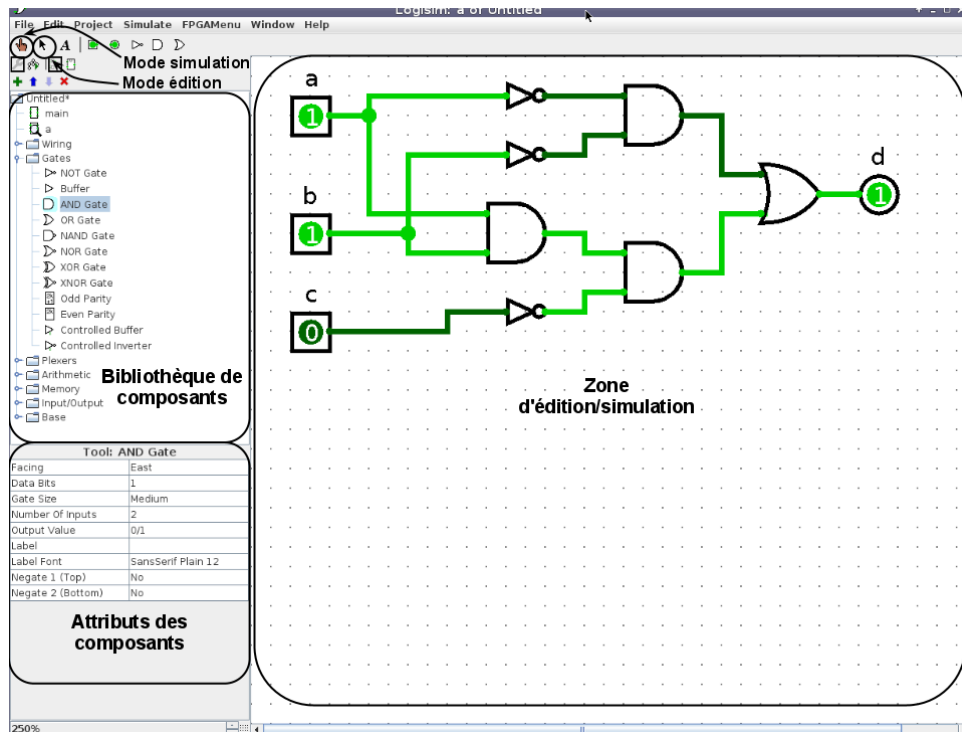 Logisim: a of Untitled
File Edit Project Simulate FPGAMenu Window Help
A
Mode simulation
Mode édition
Untitled*
main
a
Wiring
Gates
NOT Gate
Buffer
AND Gate
OR Gate
NAND Gate
NOR Gate
XOR Gate
XNOR Gate
Odd Parity
Even Parity
Controlled Buffer
Controlled Inverter
Plexers
Arithmetic
Memory
Input/Output
Base
Bibliothèque de
composants
Tool: AND Gate
Facing East
Data Bits 1
Gate Size Medium
Number Of Inputs 2
Output Value 0/1
Label
Label Font SansSerif Plain 12
Negate 1 (Top) No
Negate 2 (Bottom) No
Attributs des
composants
250%
a
1
b
1
c
0
d
1
Zone
d'édition/simulation